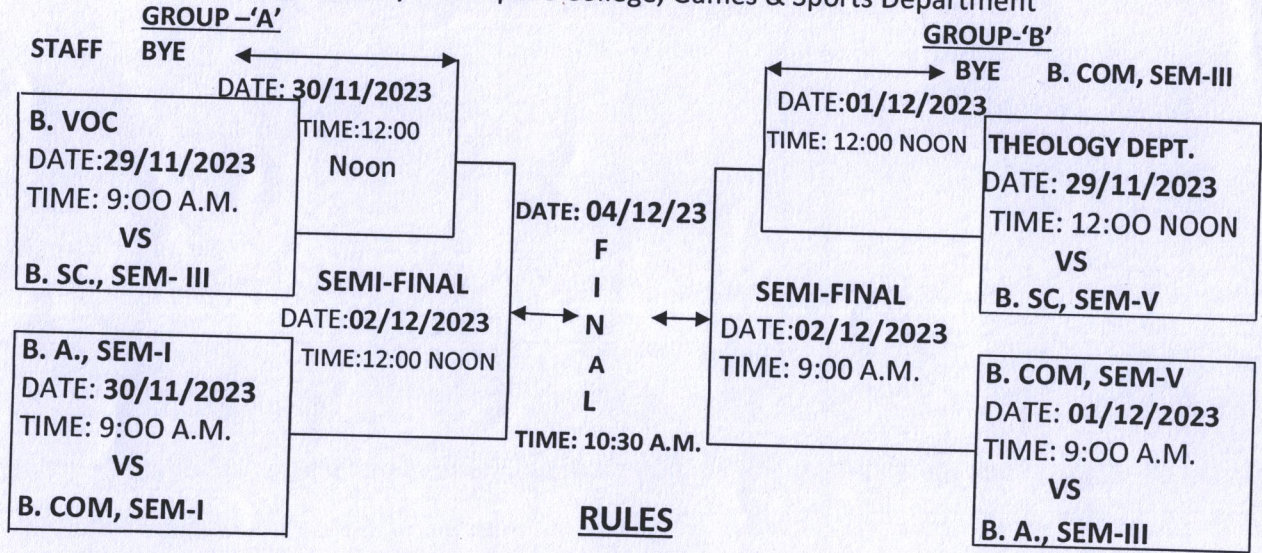 College, Games & Sports Department
GROUP –‘A’
STAFF BYE
DATE: 30/11/2023
TIME:12:00
Noon
B. VOC
DATE:29/11/2023
TIME: 9:OO A.M.
VS
B. SC., SEM- III
SEMI-FINAL
DATE:02/12/2023
TIME:12:00 NOON
B. A., SEM-I
DATE: 30/11/2023
TIME: 9:OO A.M.
VS
B. COM, SEM-I
DATE: 04/12/23
F
I
N
A
L
TIME: 10:30 A.M.
GROUP-‘B’
BYE B. COM, SEM-III
DATE:01/12/2023
TIME: 12:00 NOON
THEOLOGY DEPT.
DATE: 29/11/2023
TIME: 12:OO NOON
VS
B. SC, SEM-V
SEMI-FINAL
DATE:02/12/2023
TIME: 9:00 A.M.
B. COM, SEM-V
DATE: 01/12/2023
TIME: 9:OO A.M.
VS
B. A., SEM-III
RULES